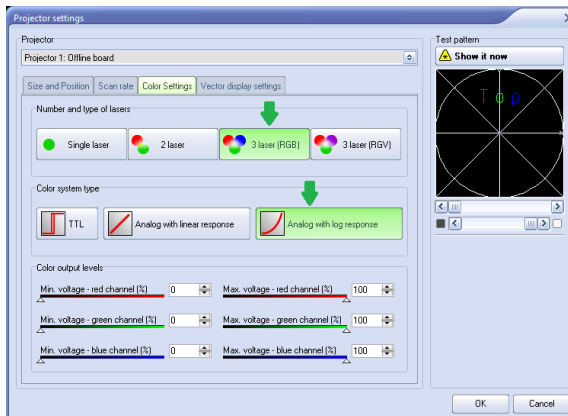 Projector settings
Projector
Projector 1: Offline board
Size and Position
Scan rate
Color Settings
Vector display settings
Number and type of lasers
Single laser
2 laser
3 laser (RGB)
3 laser (RGV)
Color system type
TTL
Analog with linear response
Analog with log response
Color output levels
Min. voltage - red channel (%) 0
Max. voltage - red channel (%) 100
Min. voltage - green channel (%) 0
Max. voltage - green channel (%) 100
Min. voltage - blue channel (%) 0
Max. voltage - blue channel (%) 100
Test pattern
Show it now
Top
OK
Cancel